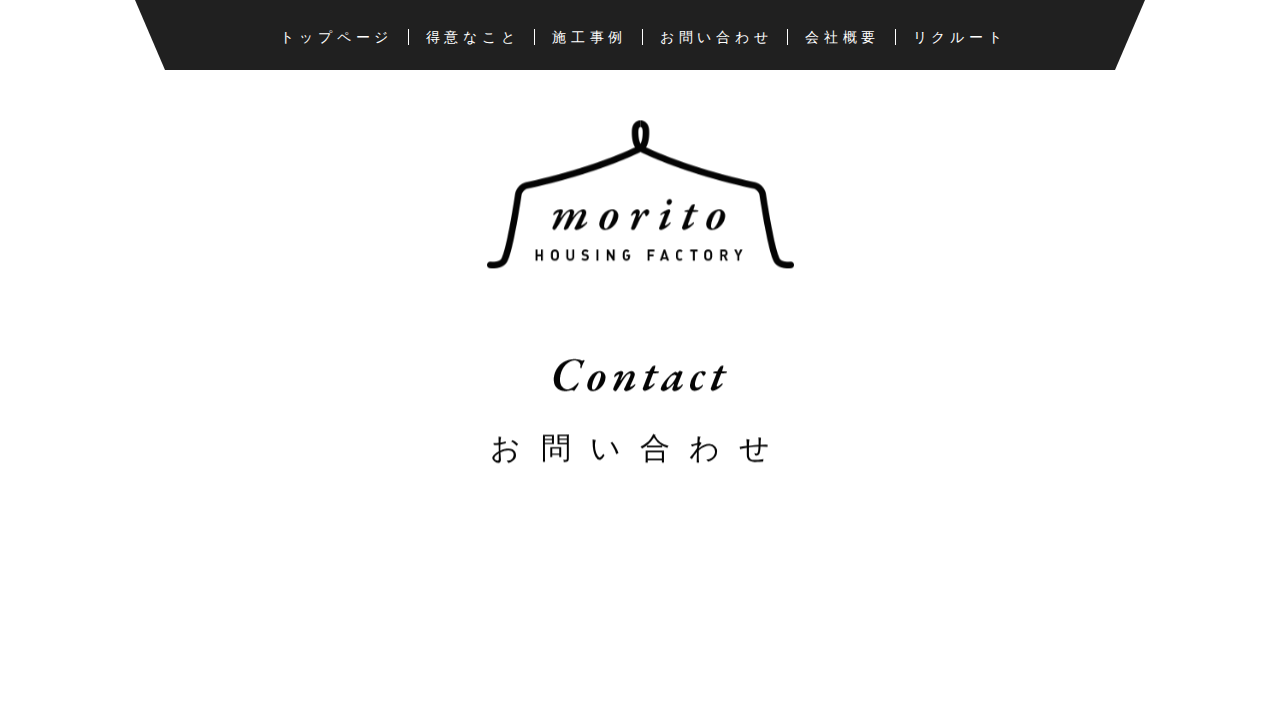 トップページ 得意なこと 施工事例 お問い合わせ 会社概要 リクルート
morito
HOUSING FACTORY
Contact
お問い合わせ